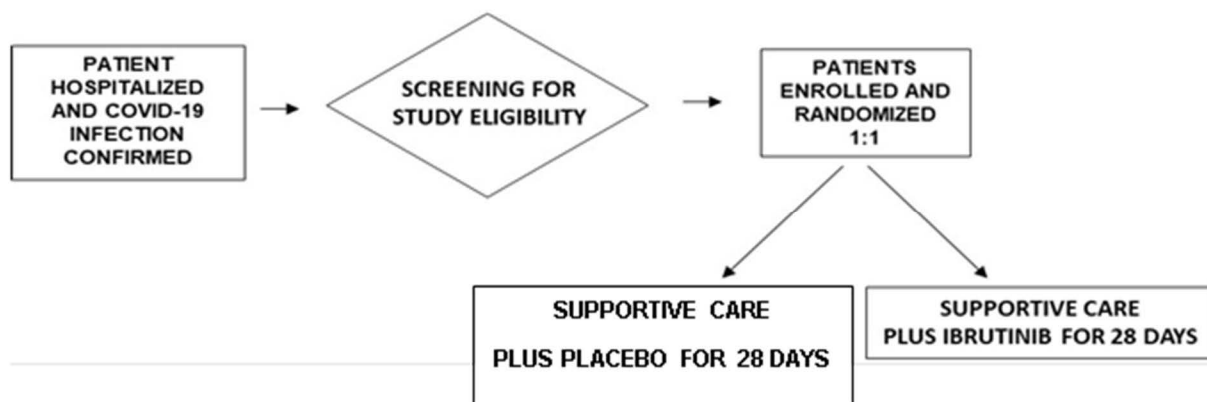 PATIENT
HOSPITALIZED
AND COVID-19
INFECTION
CONFIRMED
SCREENING FOR
STUDY ELIGIBILITY
PATIENTS
ENROLLED AND
RANDOMIZED
1:1
SUPPORTIVE CARE
PLUS PLACEBO FOR 28 DAYS
SUPPORTIVE CARE
PLUS IBRUTINIB FOR 28 DAYS